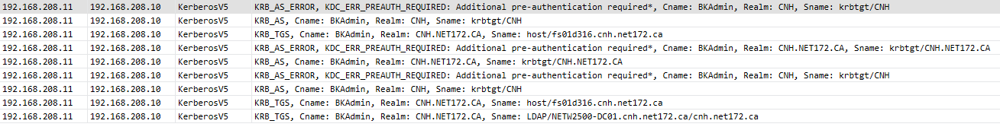 192.168.208.11 192.168.208.10 KerberosV5 KRB_AS_ERROR, KDC_ERR_PREAUTH_REQUIRED: Additional pre-authentication required*, Cname: BKAdmin, Realm: CNH, Sname: krbtgt/CNH
192.168.208.11 192.168.208.10 KerberosV5 KRB_AS, Cname: BKAdmin, Realm: CNH, Sname: krbtgt/CNH
192.168.208.11 192.168.208.10 KerberosV5 KRB_TGS, Cname: BKAdmin, Realm: CNH.NET172.CA, Sname: host/fs01d316.cnh.net172.ca
192.168.208.11 192.168.208.10 KerberosV5 KRB_AS_ERROR, KDC_ERR_PREAUTH_REQUIRED: Additional pre-authentication required*, Cname: BKAdmin, Realm: CNH.NET172.CA, Sname: krbtgt/CNH.NET172.CA
192.168.208.11 192.168.208.10 KerberosV5 KRB_AS, Cname: BKAdmin, Realm: CNH.NET172.CA, Sname: krbtgt/CNH.NET172.CA
192.168.208.11 192.168.208.10 KerberosV5 KRB_AS_ERROR, KDC_ERR_PREAUTH_REQUIRED: Additional pre-authentication required*, Cname: BKAdmin, Realm: CNH, Sname: krbtgt/CNH
192.168.208.11 192.168.208.10 KerberosV5 KRB_AS, Cname: BKAdmin, Realm: CNH, Sname: krbtgt/CNH
192.168.208.11 192.168.208.10 KerberosV5 KRB_TGS, Cname: BKAdmin, Realm: CNH.NET172.CA, Sname: host/fs01d316.cnh.net172.ca
192.168.208.11 192.168.208.10 KerberosV5 KRB_TGS, Cname: BKAdmin, Realm: CNH.NET172.CA, Sname: LDAP/NETW2500-DC01.cnh.net172.ca/cnh.net172.ca